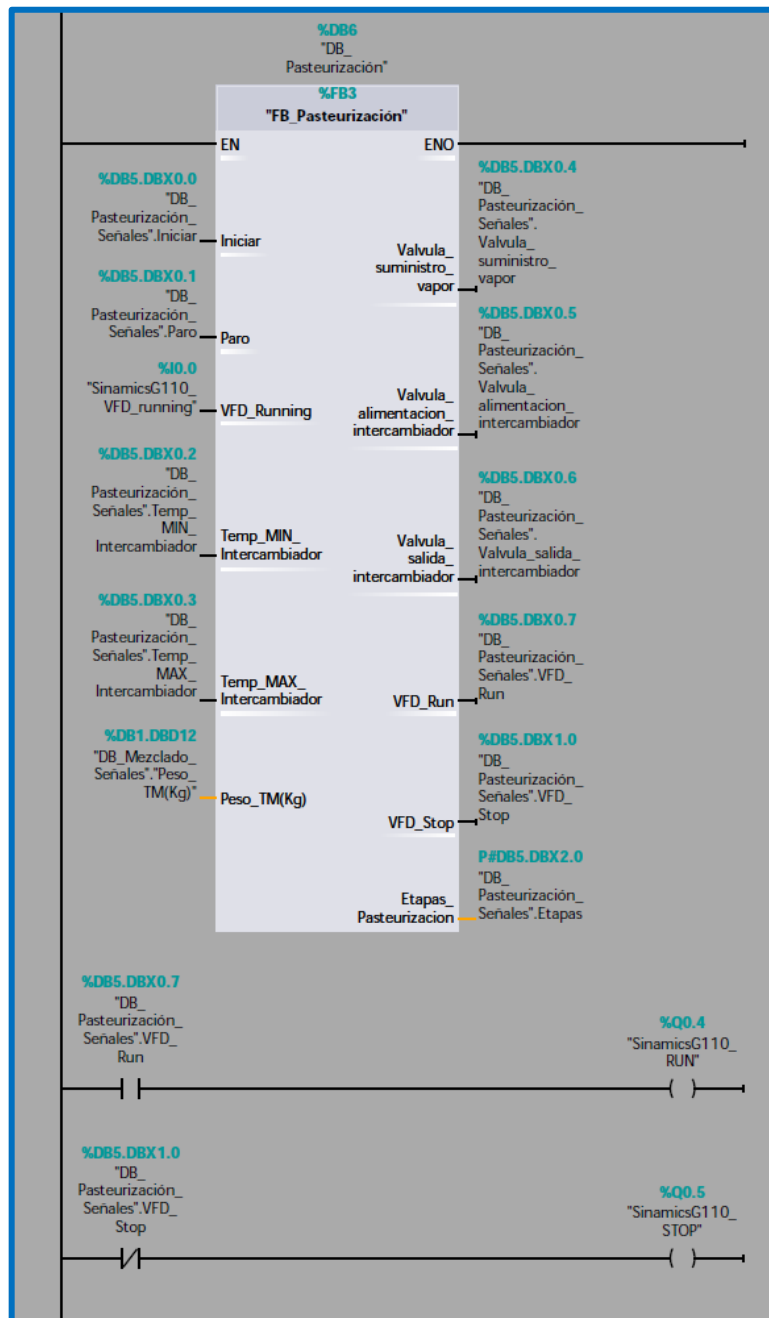 %DB6
"DB_
Pasteurización"
%FB3
"FB_Pasteurización"
EN
ENO
%DB5.DBX0.0
"DB_
Pasteurización_
Señales".Iniciar
Iniciar
%DB5.DBX0.1
"DB_
Pasteurización_
Señales".Paro
Paro
%I0.0
"SinamicsG110_
VFD_running"
VFD_Running
%DB5.DBX0.2
"DB_
Pasteurización_
Señales".Temp_
MIN_
Intercambiador
Temp_MIN_
Intercambiador
%DB5.DBX0.3
"DB_
Pasteurización_
Señales".Temp_
MAX_
Intercambiador
Temp_MAX_
Intercambiador
%DB1.DBD12
"DB_Mezclado_
Señales"."Peso_
TM(Kg)"
Peso_TM(Kg)
Valvula_
suministro_
vapor
%DB5.DBX0.4
"DB_
Pasteurización_
Señales".
Valvula_
suministro_
vapor
Valvula_
alimentacion_
intercambiador
%DB5.DBX0.5
"DB_
Pasteurización_
Señales".
Valvula_
alimentacion_
intercambiador
Valvula_
salida_
intercambiador
%DB5.DBX0.6
"DB_
Pasteurización_
Señales".
Valvula_salida_
intercambiador
VFD_Run
%DB5.DBX0.7
"DB_
Pasteurización_
Señales".VFD_
Run
VFD_Stop
%DB5.DBX1.0
"DB_
Pasteurización_
Señales".VFD_
Stop
Etapas_
Pasteurizacion
P#DB5.DBX2.0
"DB_
Pasteurización_
Señales".Etapas
%DB5.DBX0.7
"DB_
Pasteurización_
Señales".VFD_
Run
%Q0.4
"SinamicsG110_
RUN"
%DB5.DBX1.0
"DB_
Pasteurización_
Señales".VFD_
Stop
%Q0.5
"SinamicsG110_
STOP"